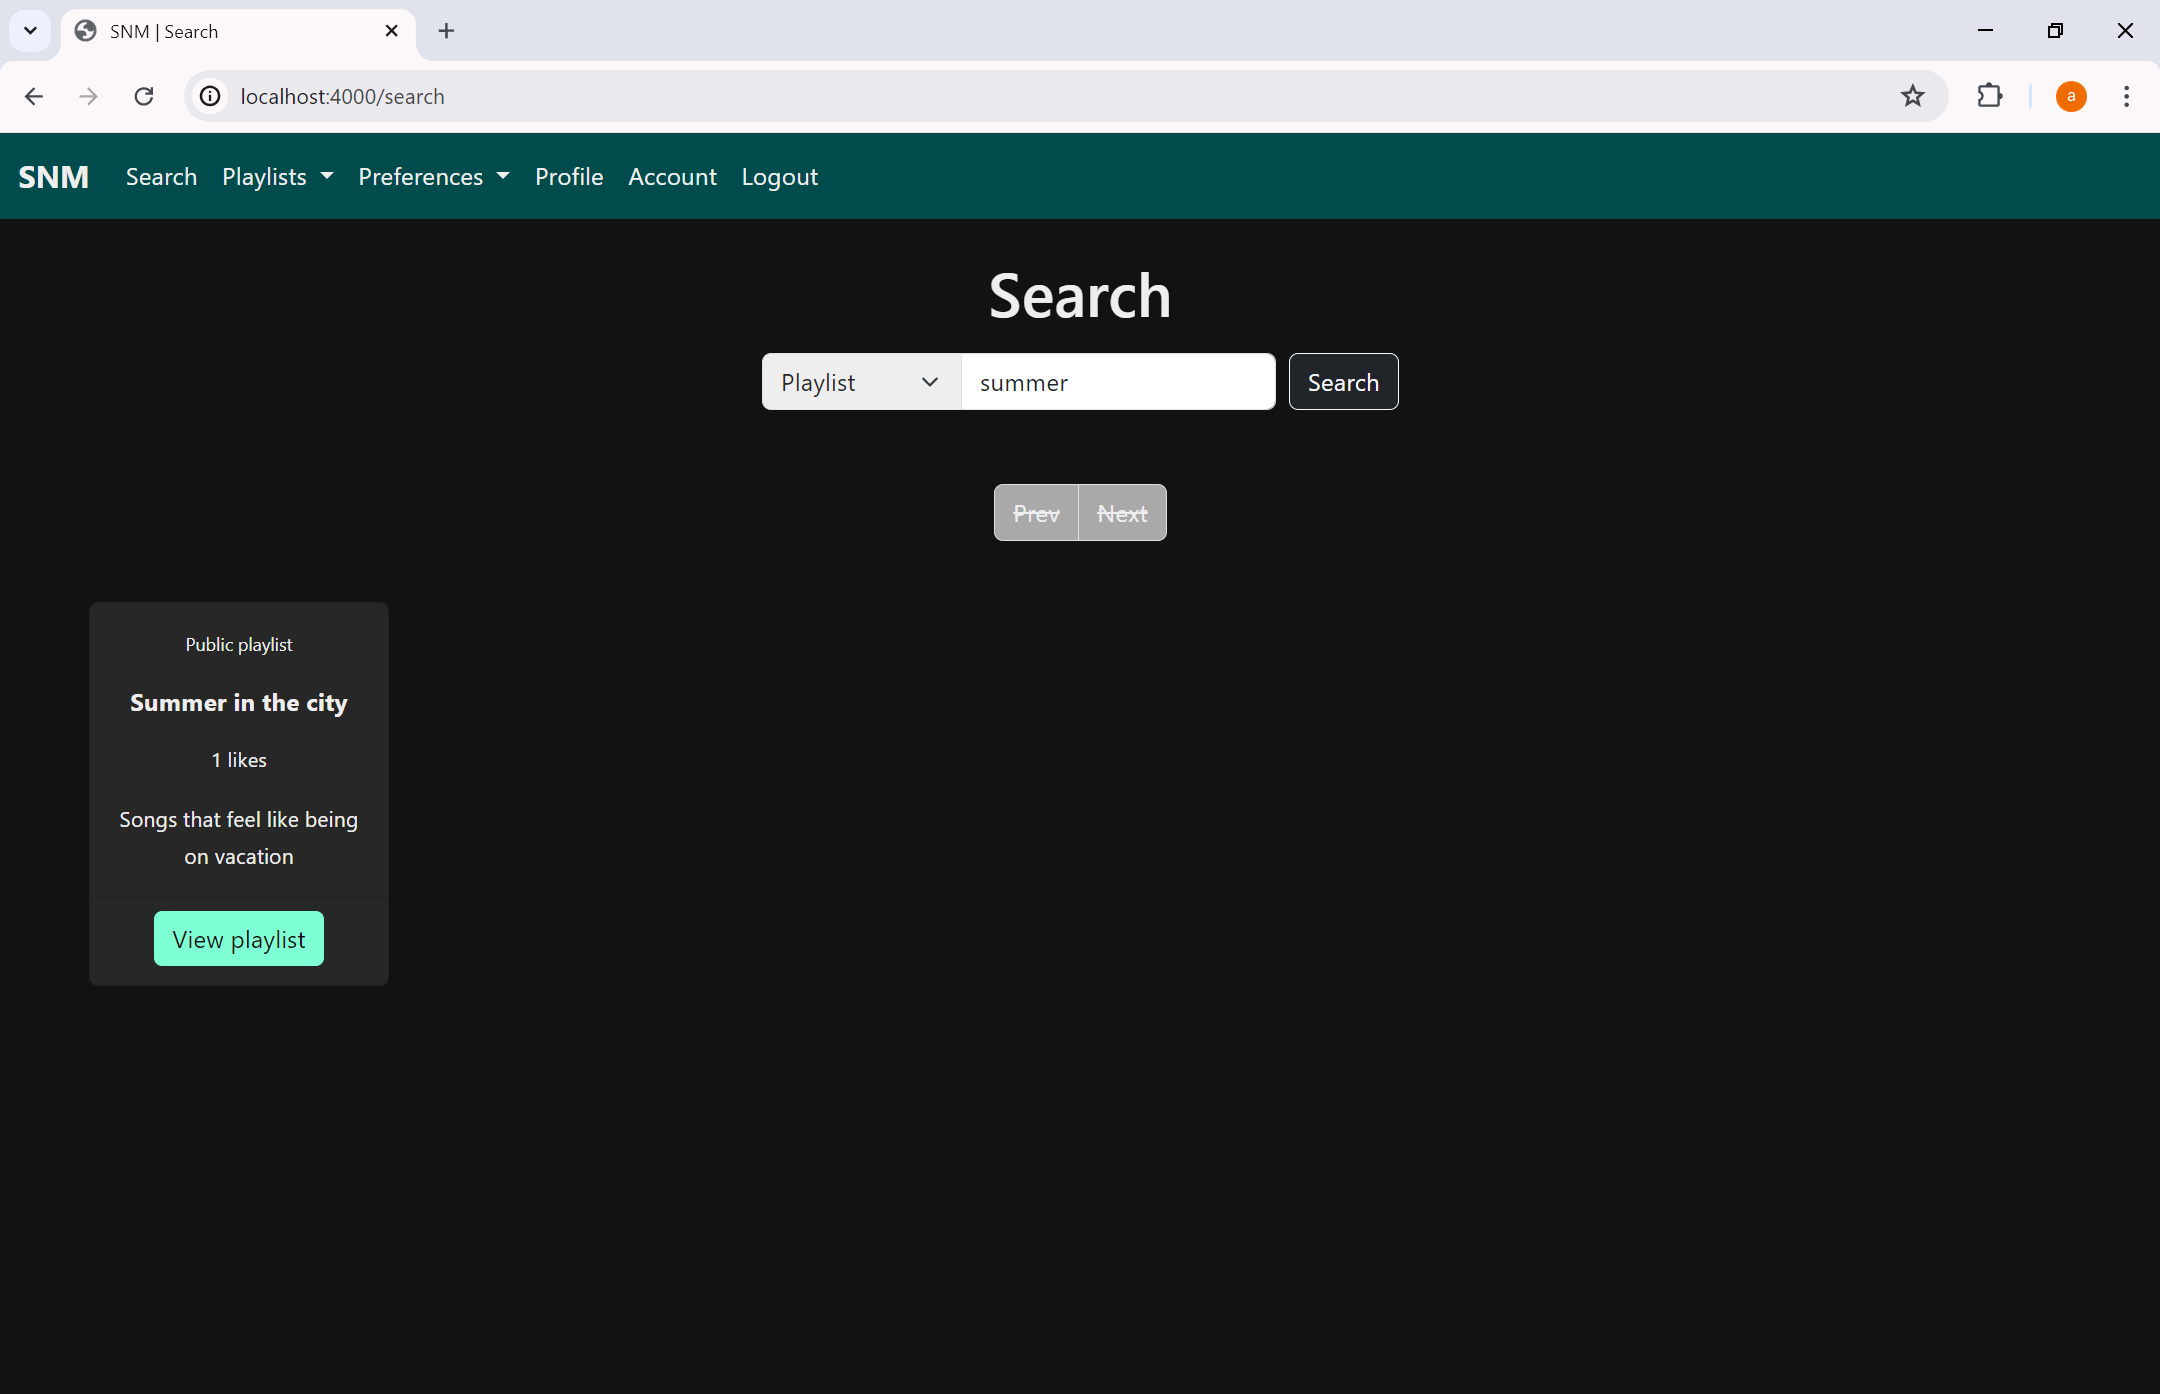 SNM | Search
localhost:4000/search
a
SNM Search Playlists Preferences Profile Account Logout
Search
Playlist summer Search
Prev Next
Public playlist
Summer in the city
1 likes
Songs that feel like being
on vacation
View playlist